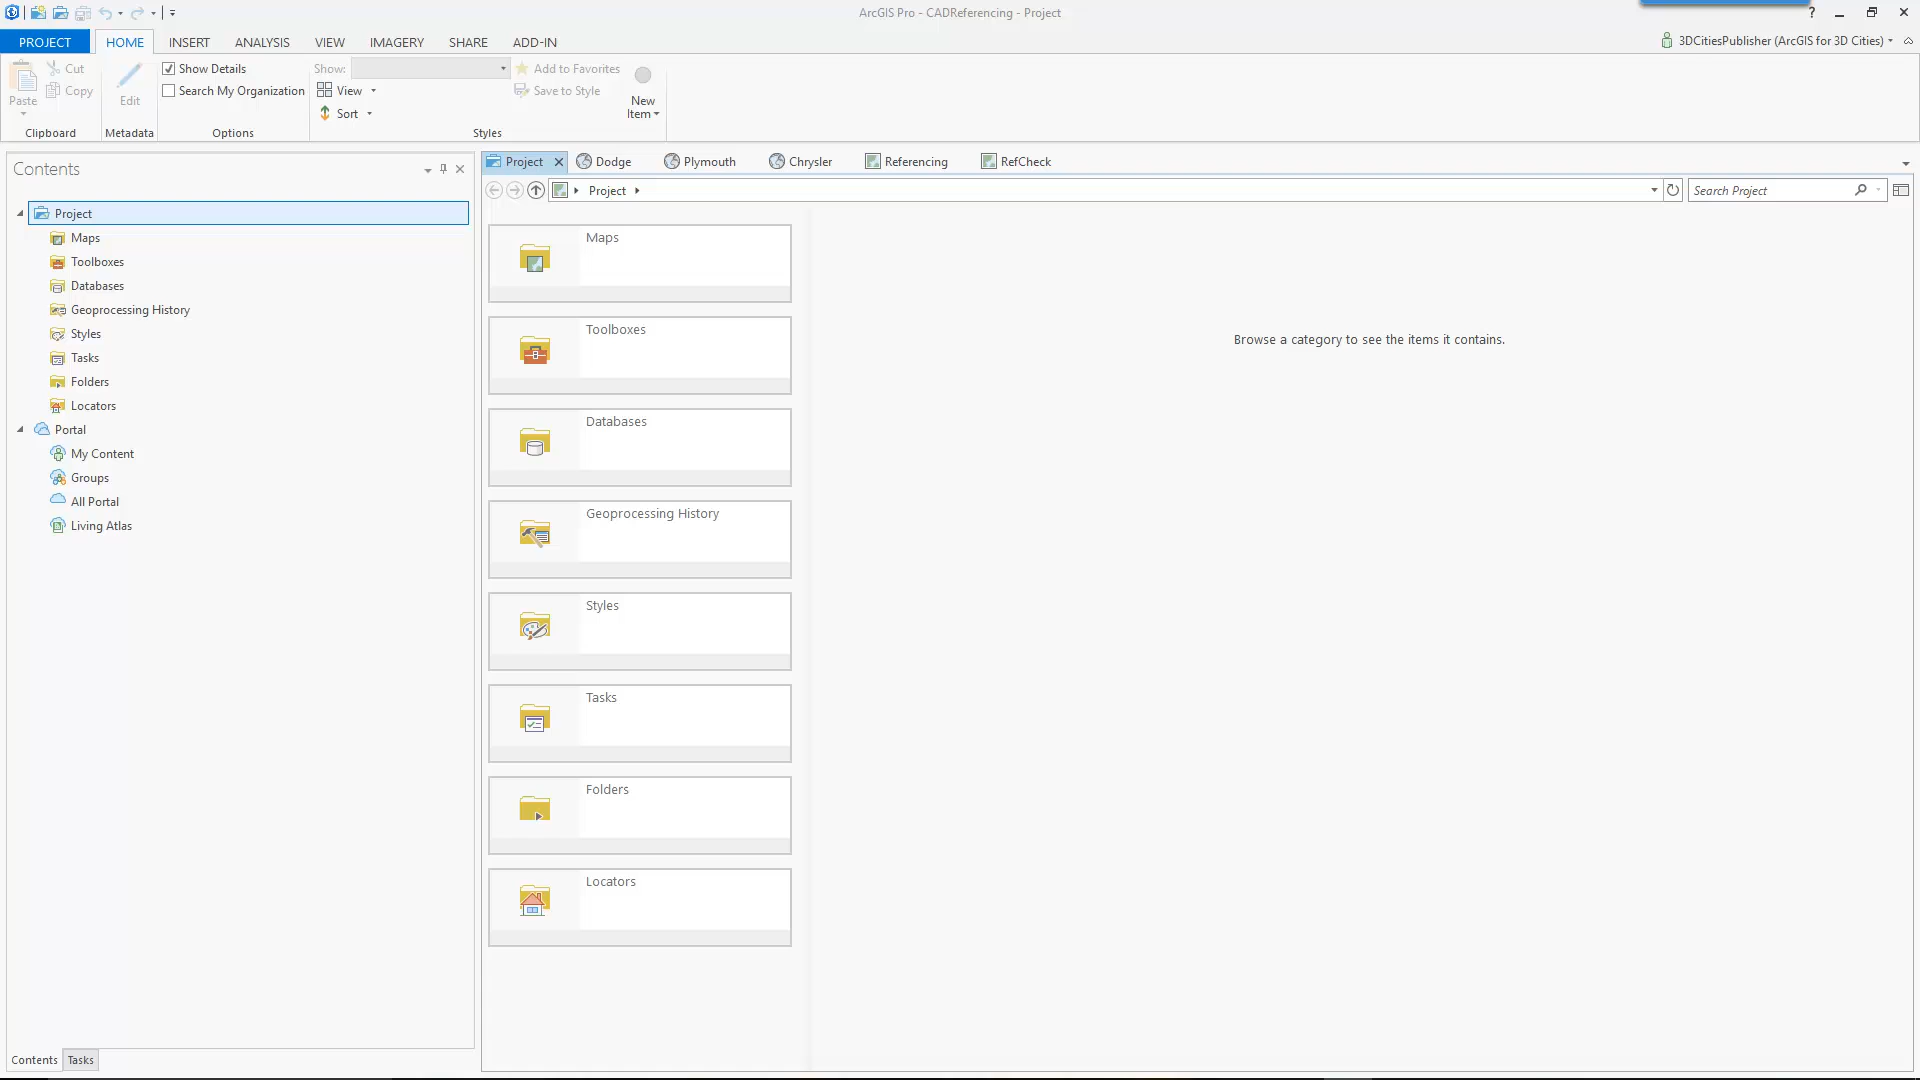 ArcGIS Pro - CADReferencing - Project
?
PROJECT HOME INSERT ANALYSIS VIEW IMAGERY SHARE ADD-IN
3DCitiesPublisher (ArcGIS for 3D Cities)
Paste
Cut
Copy
Clipboard
Edit
Metadata
Show Details
Search My Organization
Options
Show:
View
Sort
Add to Favorites
Save to Style
Styles
New
Item
Contents
Project
Maps
Toolboxes
Databases
Geoprocessing History
Styles
Tasks
Folders
Locators
Portal
My Content
Groups
All Portal
Living Atlas
Contents Tasks
Project Dodge Plymouth Chrysler Referencing RefCheck
Project
Search Project
Maps
Toolboxes
Databases
Geoprocessing History
Styles
Tasks
Folders
Locators
Browse a category to see the items it contains.